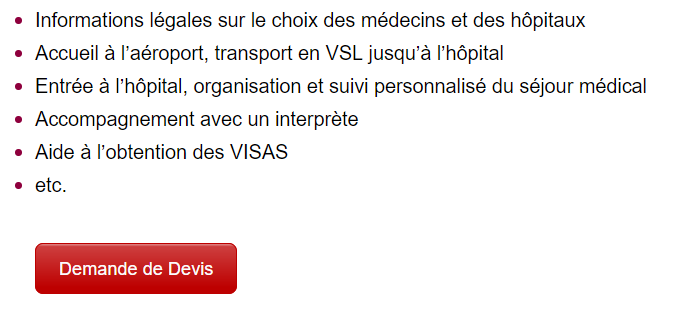 Informations légales sur le choix des médecins et des hôpitaux
Accueil à l’aéroport, transport en VSL jusqu’à l’hôpital
Entrée à l’hôpital, organisation et suivi personnalisé du séjour médical
Accompagnement avec un interprète
Aide à l’obtention des VISAS
etc.
Demande de Devis